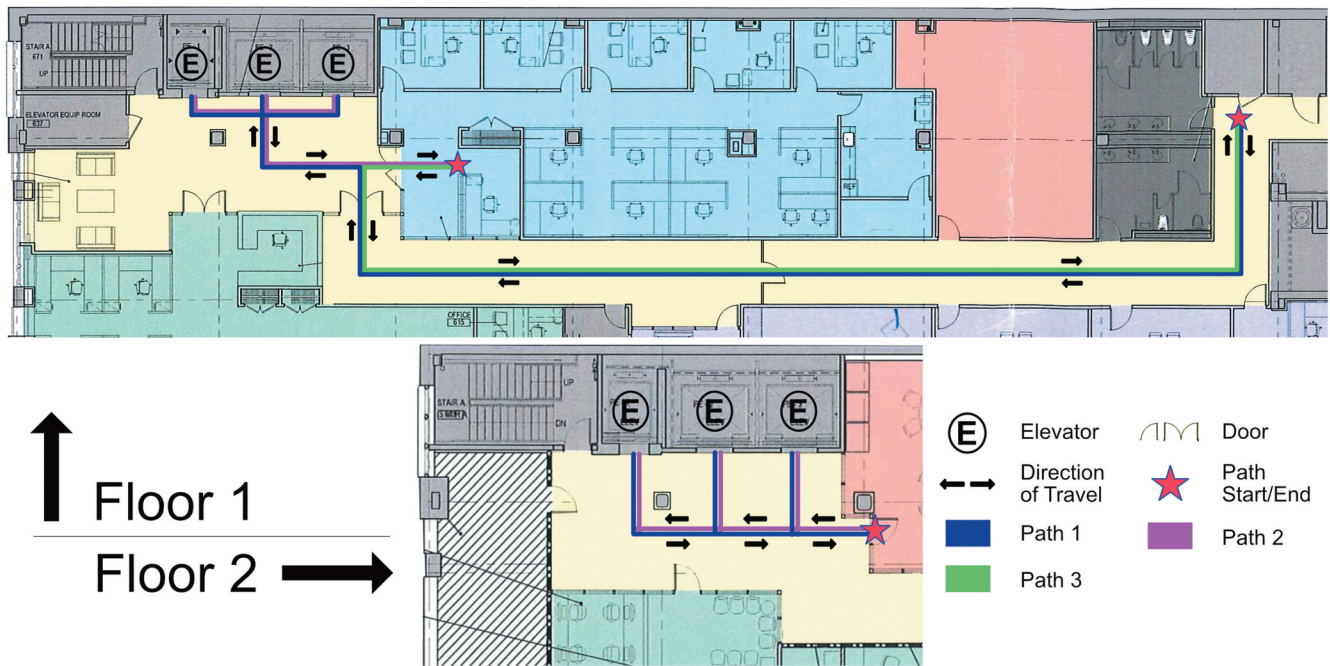 STAIR A
671
UP
E
E
E
ELEVATOR EQUIP ROOM
637
REF
OFFICE
615
STAIR A
UP
DN
E
E
E
Floor 1
Floor 2
E Elevator
Door
Direction
of Travel
Path
Start/End
Path 1
Path 2
Path 3